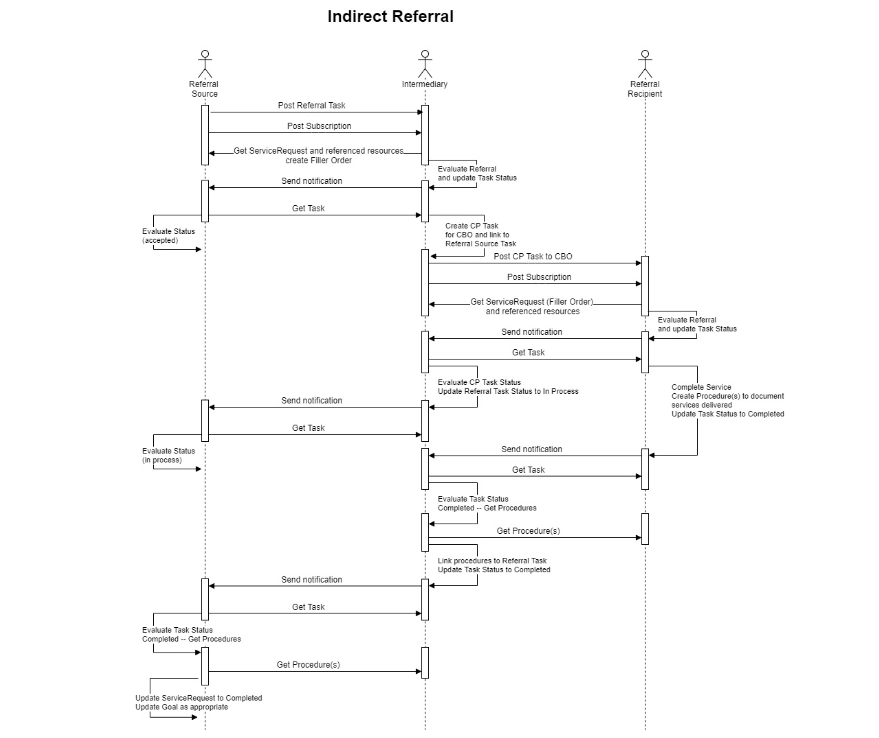 Indirect Referral
Referral
Source
Intermediary
Referral
Recipient
Post Referral Task
Post Subscription
Get ServiceRequest and referenced resources
create Filler Order
Evaluate Referral
and update Task Status
Send notification
Get Task
Evaluate Status
(accepted)
Create CP Task
for CBO and link to
Referral Source Task
Post CP Task to CBO
Post Subscription
Get ServiceRequest (Filler Order)
and referenced resources
Evaluate Referral
and update Task Status
Send notification
Get Task
Evaluate CP Task Status
Update Referral Task Status to In Process
Complete Service
Create Procedure(s) to document
services delivered
Update Task Status to Completed
Send notification
Get Task
Evaluate Status
(in process)
Send notification
Get Task
Evaluate Task Status
Completed -- Get Procedures
Get Procedure(s)
Link procedures to Referral Task
Update Task Status to Completed
Send notification
Get Task
Evaluate Task Status
Completed -- Get Procedures
Get Procedure(s)
Update ServiceRequest to Completed
Update Goal as appropriate